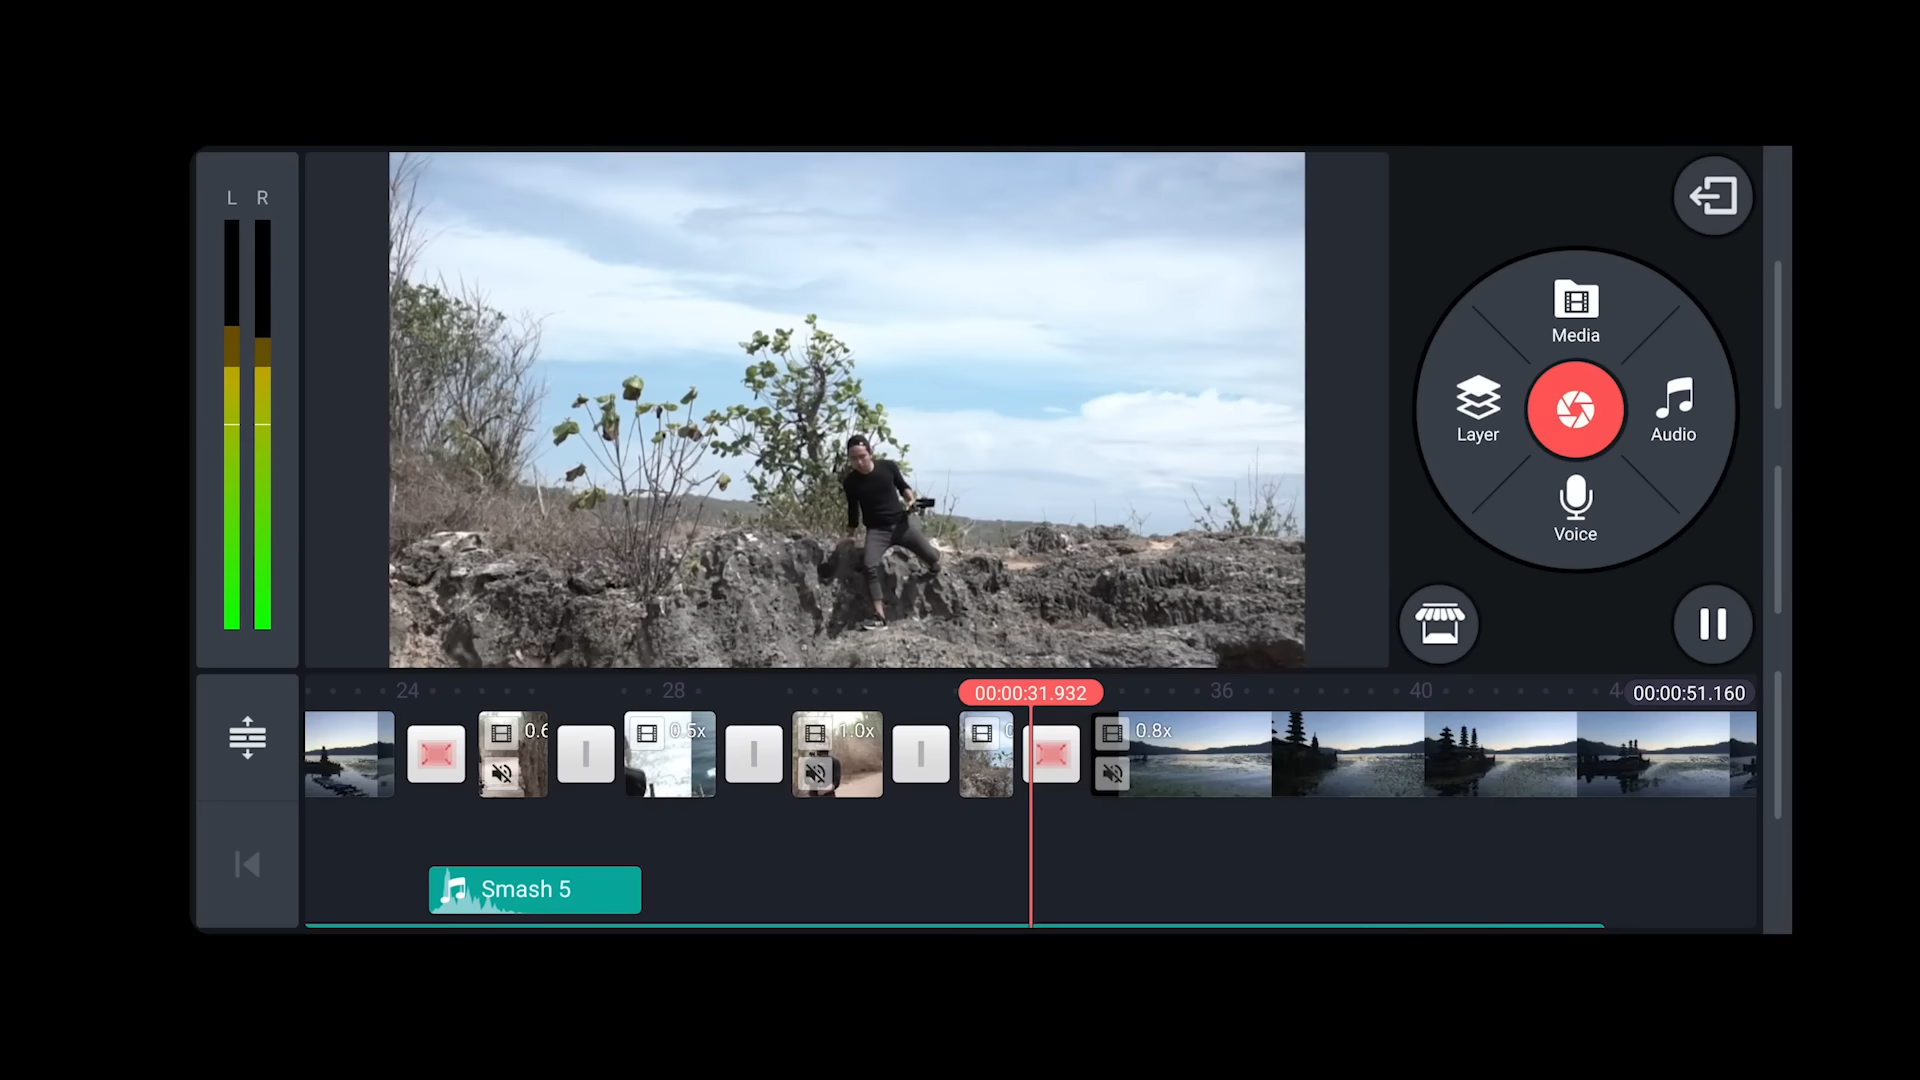 L R
Media
Layer
Audio
Voice
24
28
00:00:31.932
36
40
4
00:00:51.160
0.6
0.5x
1.0x
0
0.8x
Smash 5